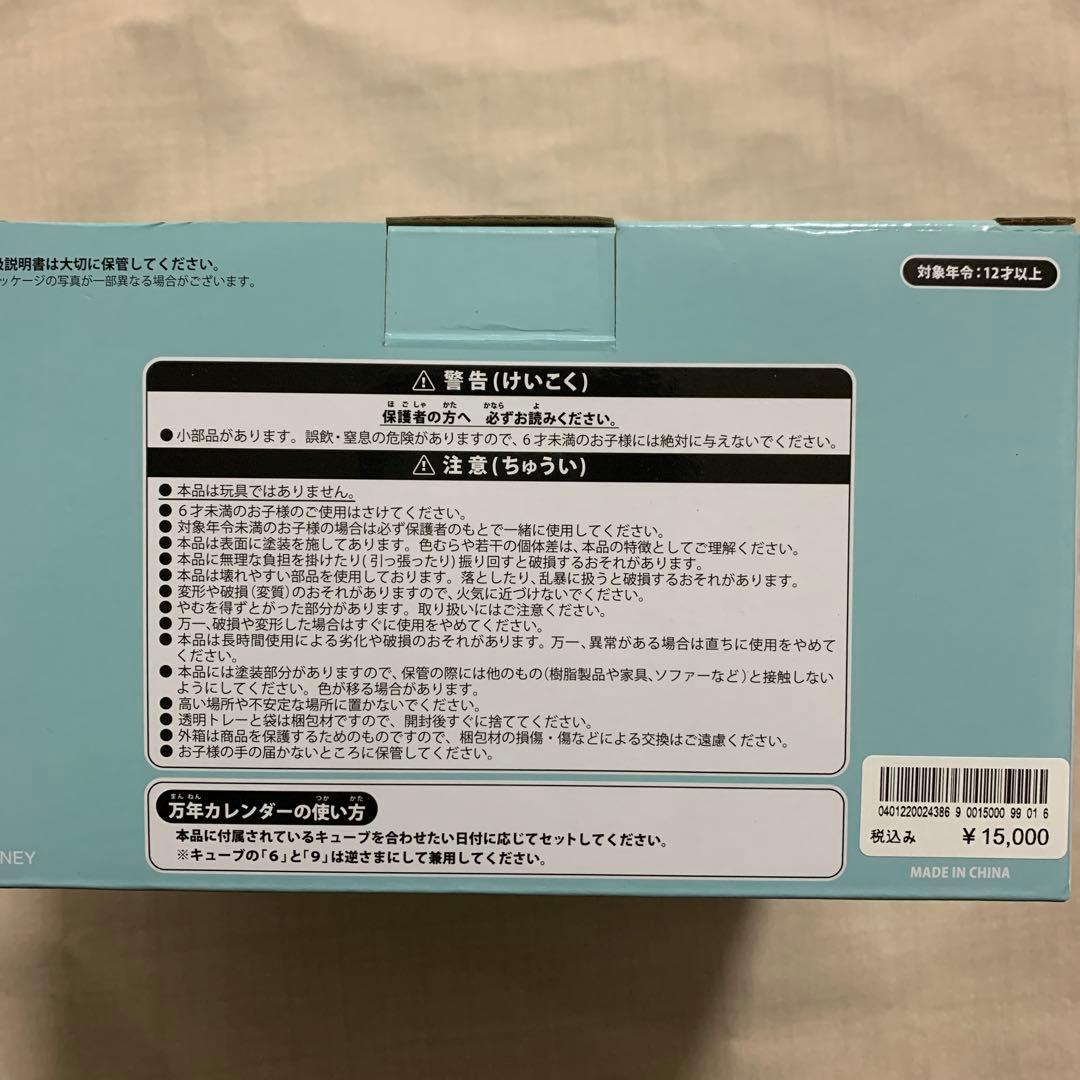 説明書は大切に保管してください。
ッケージの写真が一部異なる場合がございます。
対象年令:12才以上
⚠ 警告(けいこく)
保護者の方へ 必ずお読みください。
●小部品があります。誤飲・窒息の危険がありますので、6才未満のお子様には絶対に与えないでください。
⚠ 注意(ちゅうい)
●本品は玩具ではありません。
●6才未満のお子様のご使用はさけてください。
●対象年令未満のお子様の場合は必ず保護者のもとで一緒に使用してください。
●本品は表面に塗装を施してあります。色むらや若干の個体差は、本品の特徴としてご理解ください。
●本品に無理な負担を掛けたり(引っ張ったり)振り回すと破損するおそれがあります。
●本品は壊れやすい部品を使用しております。落としたり、乱暴に扱うと破損するおそれがあります。
●変形や破損(変質)のおそれがありますので、火気に近づけないでください。
●やむを得ずとがった部分があります。取り扱いにはご注意ください。
●万一、破損や変形した場合はすぐに使用をやめてください。
●本品は長時間使用による劣化や破損のおそれがあります。万一、異常がある場合は直ちに使用をやめて
ください。
●本品には塗装部分がありますので、保管の際には他のもの(樹脂製品や家具、ソファーなど)と接触しない
ようにしてください。色が移る場合があります。
●高い場所や不安定な場所に置かないでください。
●透明トレーと袋は梱包材ですので、開封後すぐに捨ててください。
●外箱は商品を保護するためのものですので、梱包材の損傷・傷などによる交換はご遠慮ください。
●お子様の手の届かないところに保管してください。
万年カレンダーの使い方
本品に付属されているキューブを合わせたい日付に応じてセットしてください。
※キューブの「6」と「9」は逆さまにして兼用してください。
0401220024386 9 0015000 99 01 6
税込み ¥15,000
NEY
MADE IN CHINA